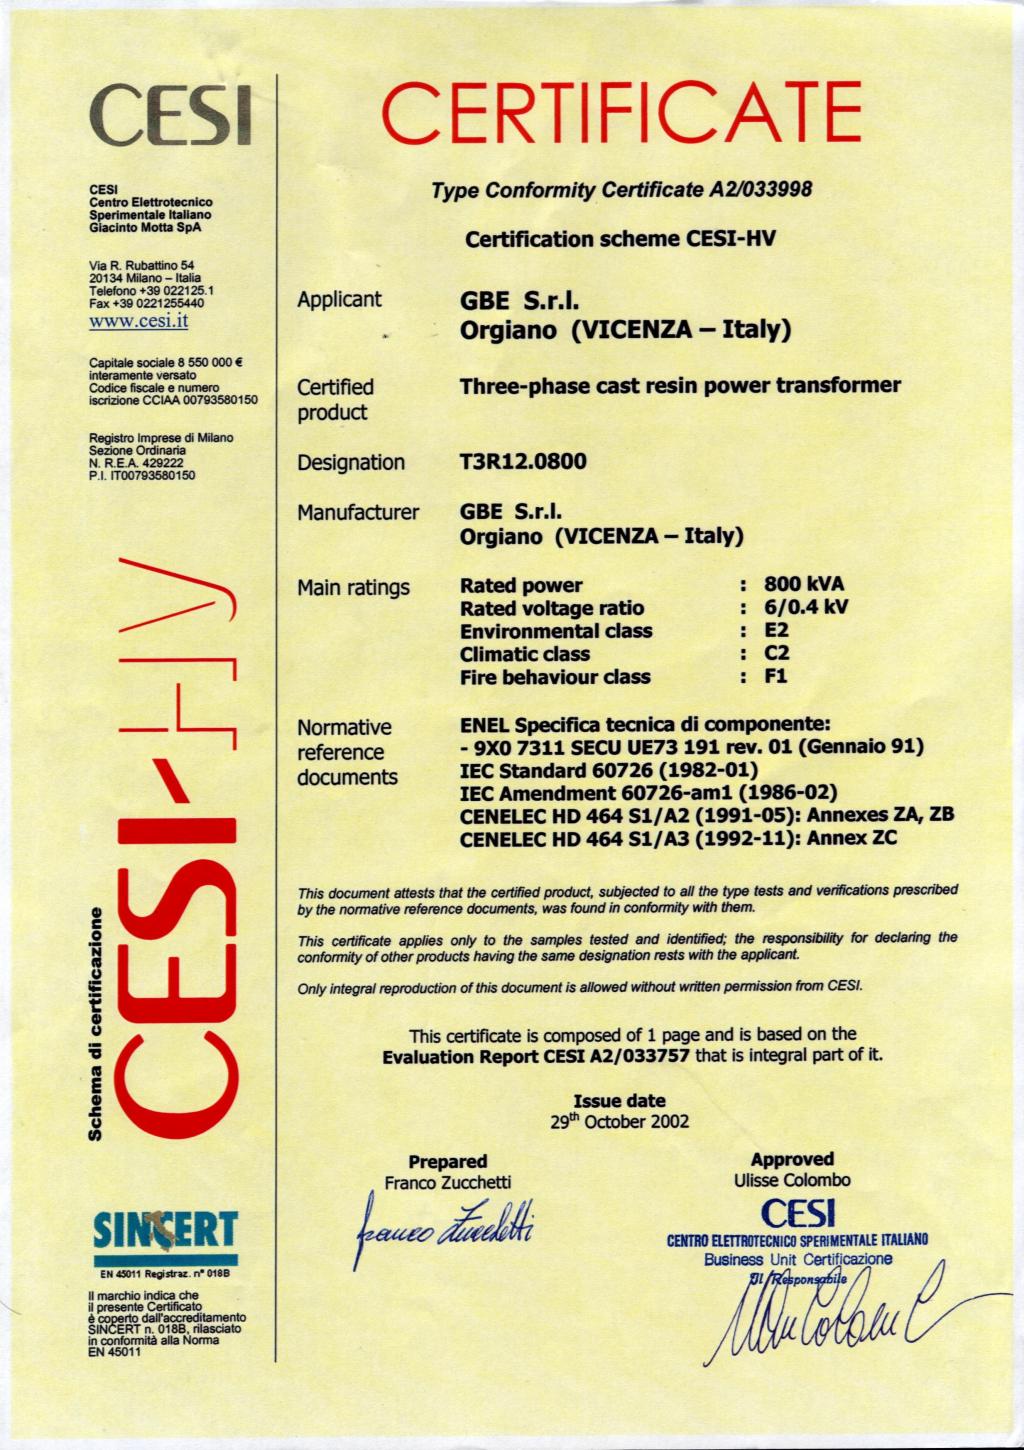 CESI
CERTIFICATE
CESI
Centro Elettrotecnico
Sperimentale Italiano
Giacinto Motta SpA
Via R. Rubattino 54
20134 Milano – Italia
Telefono +39 022125.1
Fax +39 0221255440
www.cesi.it
Capitale sociale 8 550 000 €
interamente versato
Codice fiscale e numero
iscrizione CCIAA 00793580150
Registro Imprese di Milano
Sezione Ordinaria
N. R.E.A. 429222
P.I. IT00793580150
Schema di certificazione
CESI-HV
SINCERT
EN 45011 Registraz. n° 018B
Il marchio indica che
il presente Certificato
è coperto dall'accreditamento
SINCERT n. 018B, rilasciato
in conformità alla Norma
EN 45011
Type Conformity Certificate A2/033998
Certification scheme CESI-HV
Applicant GBE S.r.l.
Orgiano (VICENZA – Italy)
Certified Three-phase cast resin power transformer
product
Designation T3R12.0800
Manufacturer GBE S.r.l.
Orgiano (VICENZA – Italy)
Main ratings Rated power : 800 kVA
Rated voltage ratio : 6/0.4 kV
Environmental class : E2
Climatic class : C2
Fire behaviour class : F1
Normative ENEL Specifica tecnica di componente:
reference - 9X0 7311 SECU UE73 191 rev. 01 (Gennaio 91)
documents IEC Standard 60726 (1982-01)
IEC Amendment 60726-am1 (1986-02)
CENELEC HD 464 S1/A2 (1991-05): Annexes ZA, ZB
CENELEC HD 464 S1/A3 (1992-11): Annex ZC
This document attests that the certified product, subjected to all the type tests and verifications prescribed
by the normative reference documents, was found in conformity with them.
This certificate applies only to the samples tested and identified; the responsibility for declaring the
conformity of other products having the same designation rests with the applicant.
Only integral reproduction of this document is allowed without written permission from CESI.
This certificate is composed of 1 page and is based on the
Evaluation Report CESI A2/033757 that is integral part of it.
Issue date
29th October 2002
Prepared
Franco Zucchetti
Franco Zucchetti
Approved
Ulisse Colombo
CESI
CENTRO ELETTROTECNICO SPERIMENTALE ITALIANO
Business Unit Certificazione
Il Responsabile